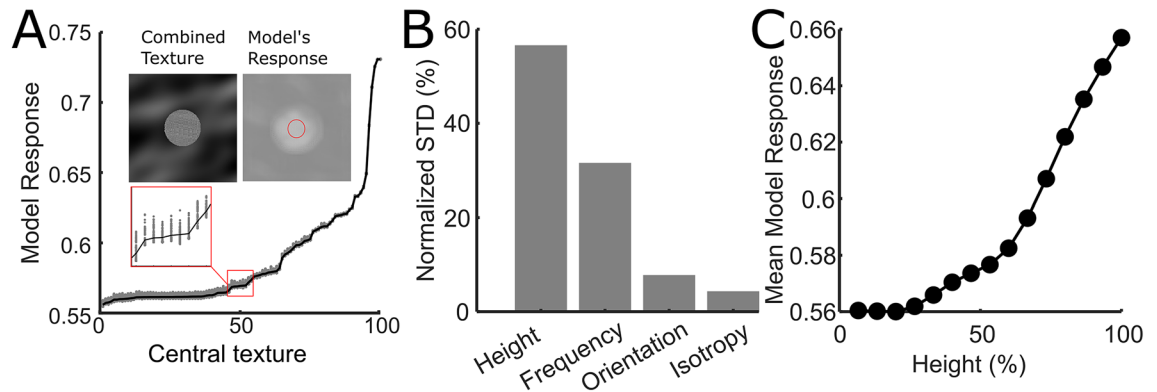 A
Model Response
0.75
0.7
0.65
0.6
0.55
Combined
Texture
Model's
Response
0
50
100
Central texture
B
Normalized STD (%)
60
40
20
0
Height
Frequency
Orientation
Isotropy
C
Mean Model Response
0.66
0.64
0.62
0.6
0.58
0.56
0
50
100
Height (%)